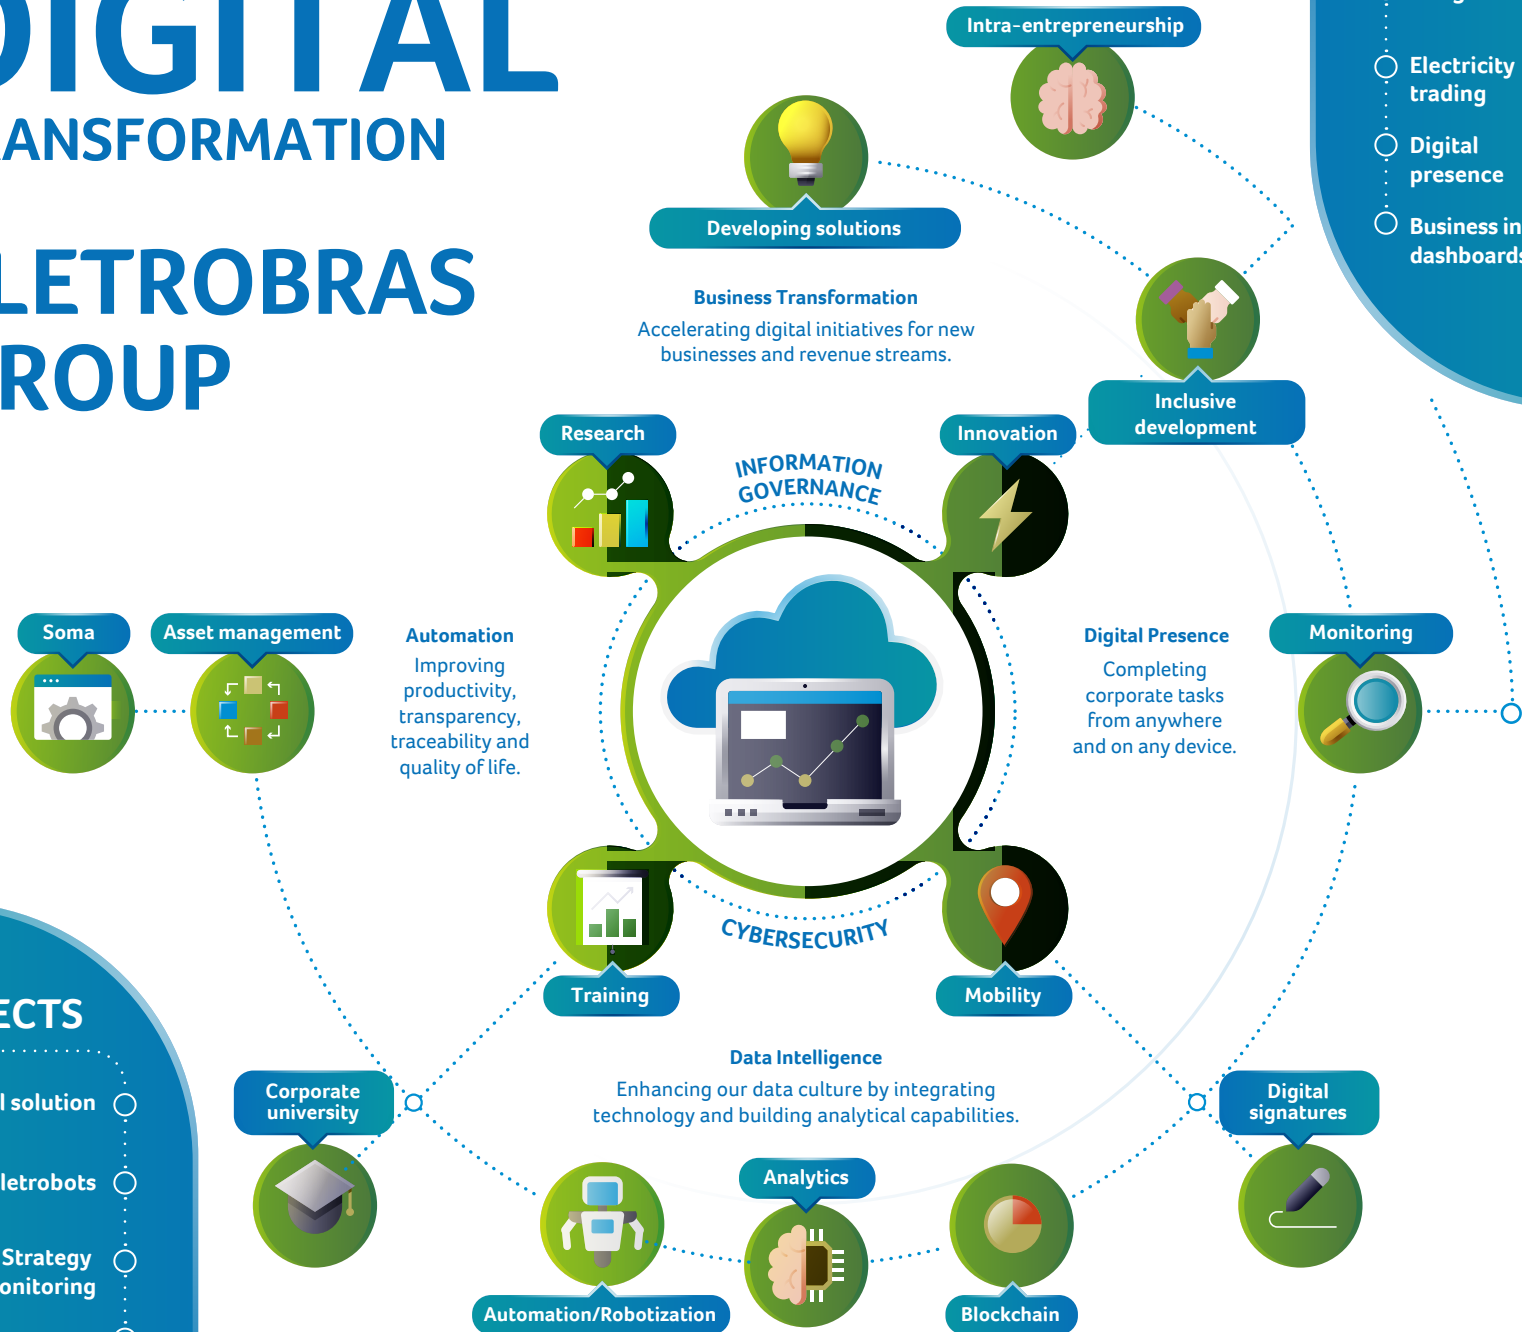 DIGITAL
RANSFORMATION
LETROBRAS
ROUP
Intra-entrepreneurship
Developing solutions
Business Transformation
Accelerating digital initiatives for new
businesses and revenue streams.
Electricity
trading
Digital
presence
Business in
dashboards
Inclusive
development
Research
INFORMATION
GOVERNANCE
Innovation
Soma
Asset management
Automation
Improving
productivity,
transparency,
traceability and
quality of life.
Digital Presence
Completing
corporate tasks
from anywhere
and on any device.
Monitoring
CYBERSECURITY
Training
Mobility
Data Intelligence
Enhancing our data culture by integrating
technology and building analytical capabilities.
ECTS
l solution
letrobots
Strategy
onitoring
Corporate
university
Digital
signatures
Analytics
Automation/Robotization
Blockchain